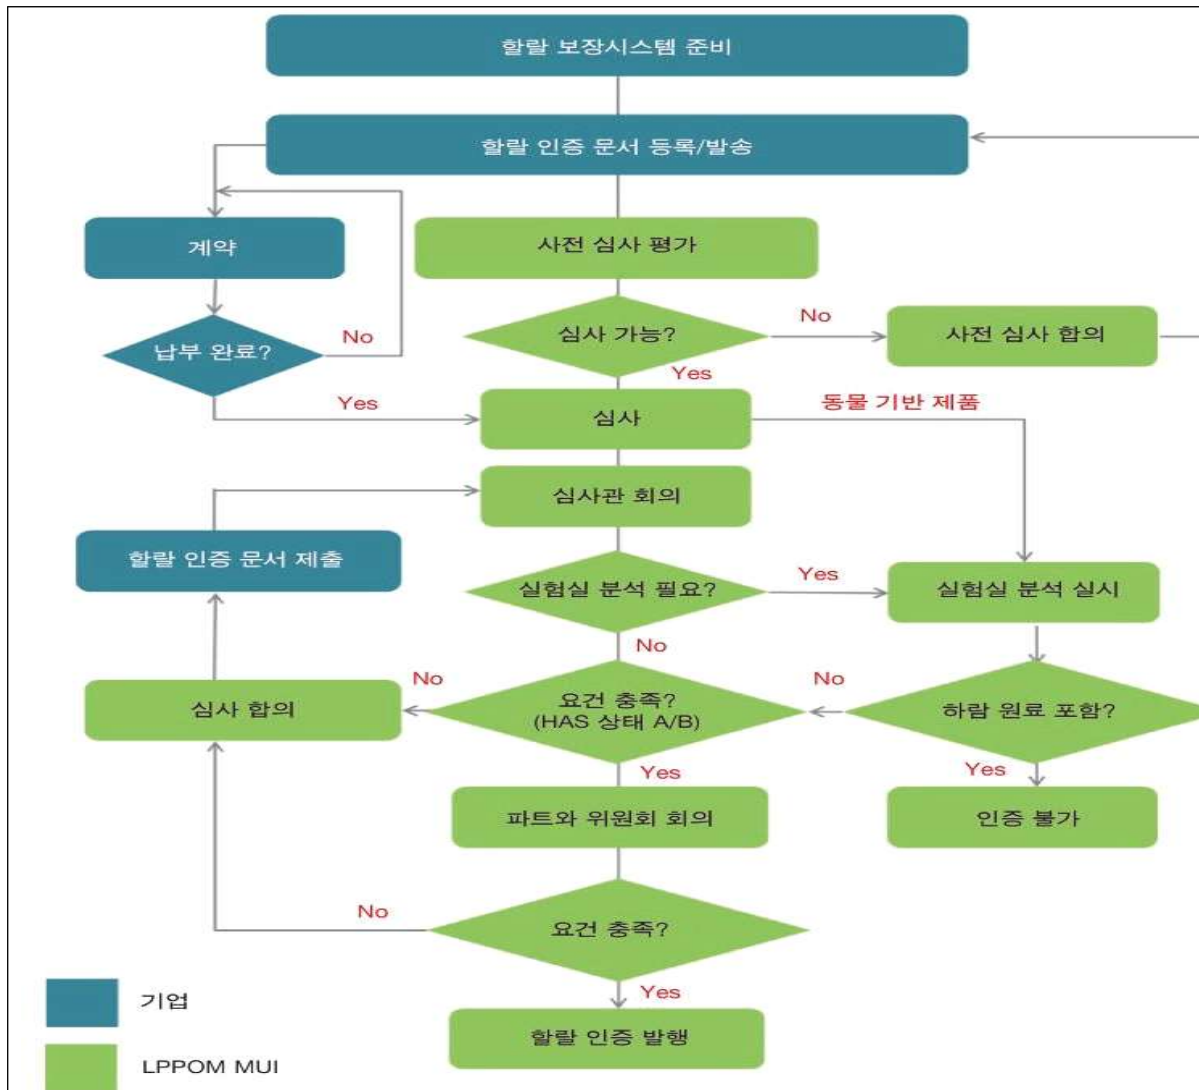 할랄 보장시스템 준비
할랄 인증 문서 등록/발송
계약
사전 심사 평가
심사 가능?
No
사전 심사 합의
납부 완료?
No
Yes
Yes
심사
동물 기반 제품
심사관 회의
할랄 인증 문서 제출
실험실 분석 필요?
Yes
실험실 분석 실시
No
심사 합의
No
요건 충족?
(HAS 상태 A/B)
No
하람 원료 포함?
Yes
Yes
파트와 위원회 회의
인증 불가
No
요건 충족?
Yes
할랄 인증 발행
기업
LPPOM MUI